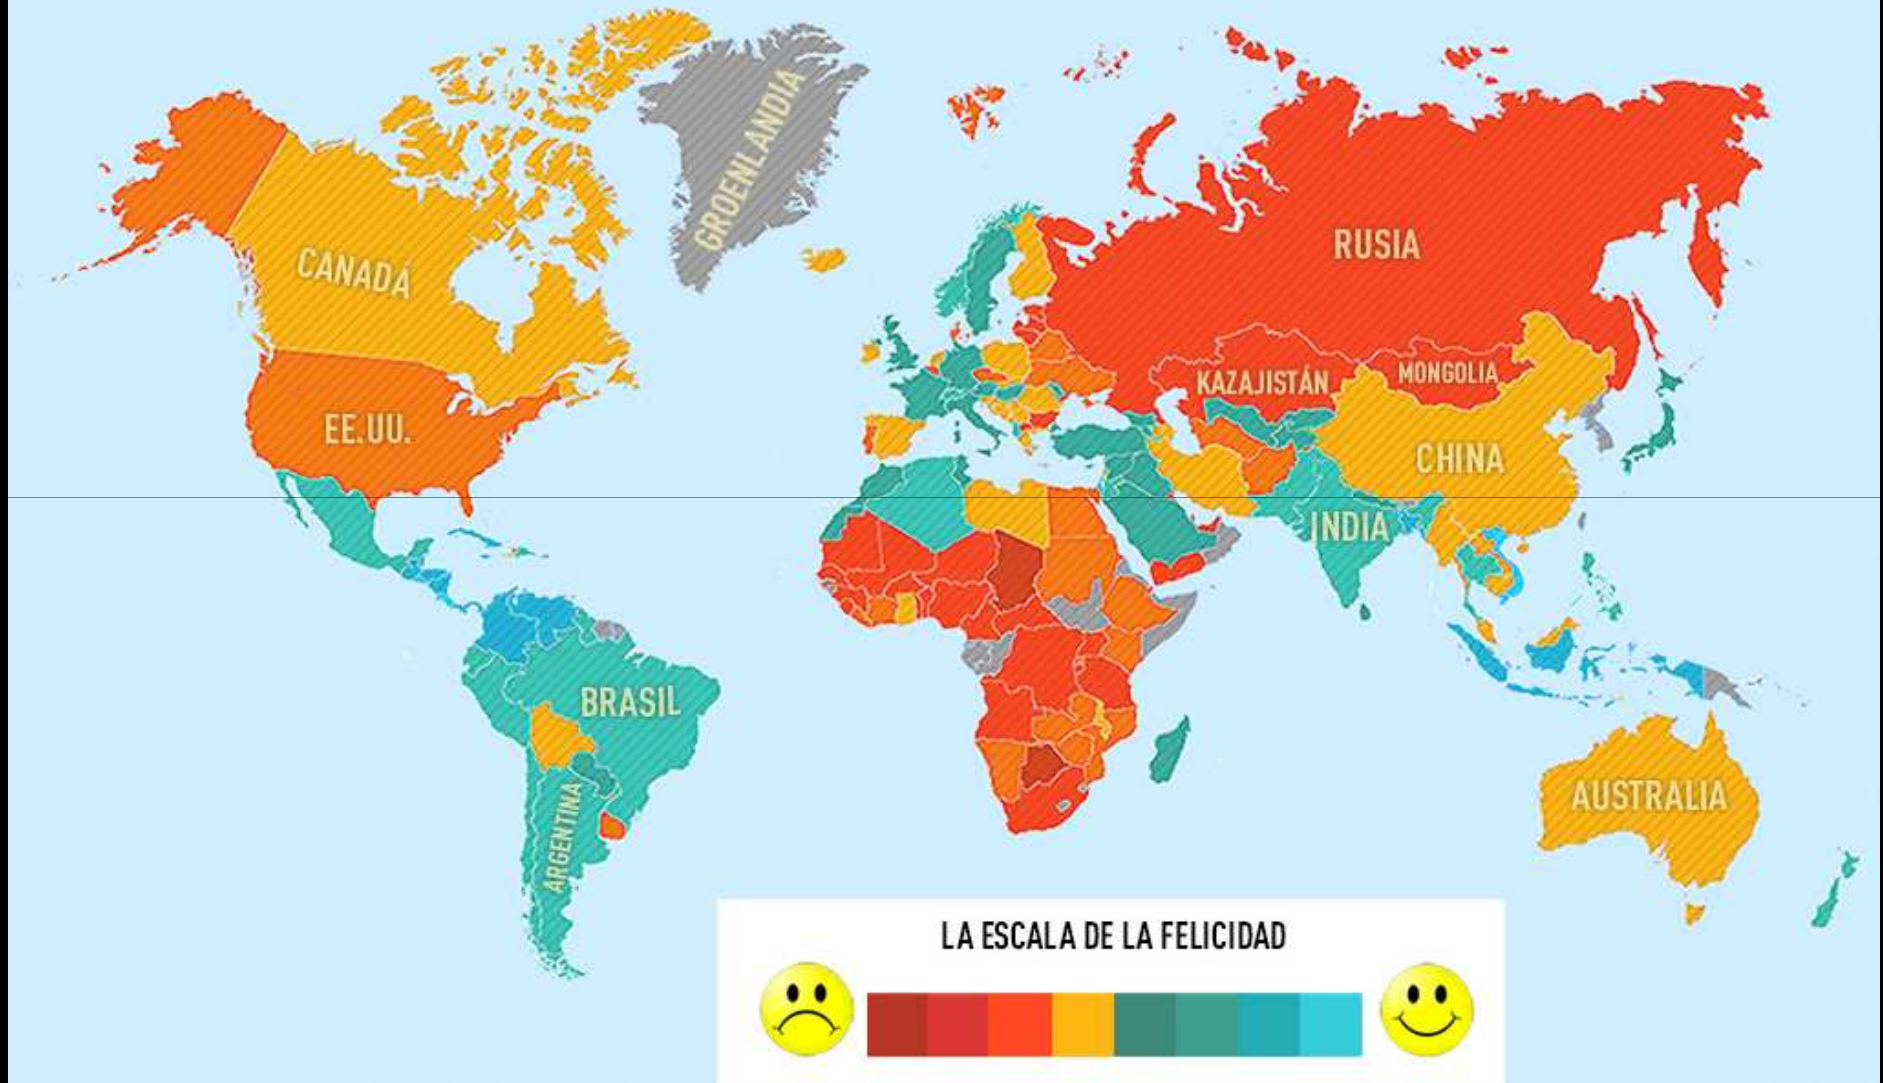 GROENLANDIA
CANADÁ
RUSIA
KAZAJISTÁN
MONGOLIA
EE.UU.
CHINA
INDIA
BRASIL
ARGENTINA
AUSTRALIA
LA ESCALA DE LA FELICIDAD